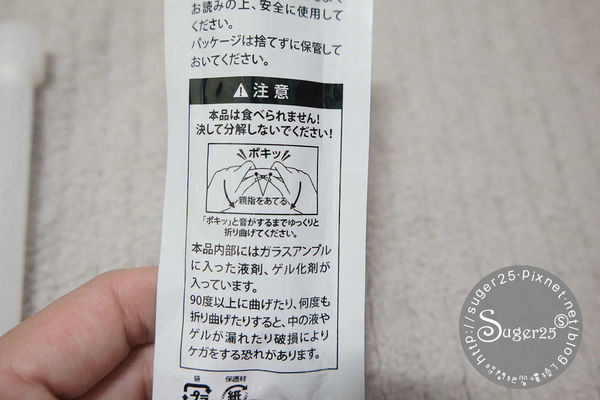 お読みの上、安全に使用して
ください。
パッケージは捨てずに保管して
おいてください。
⚠注意
本品は食べられません!
決して分解しないでください!
ポキッ
親指をあてる
「ポキッ」と音がするまでゆっくりと
折り曲げてください。
本品内部にはガラスアンプル
に入った液剤、ゲル化剤が
入っています。
90度以上に曲げたり、何度も
折り曲げたりすると、中の液や
ゲルが漏れたり破損により
ケガをする恐れがあります。
袋
プラ
保護材
紙
http://suger25.pixnet.net/blog
Suger25
S